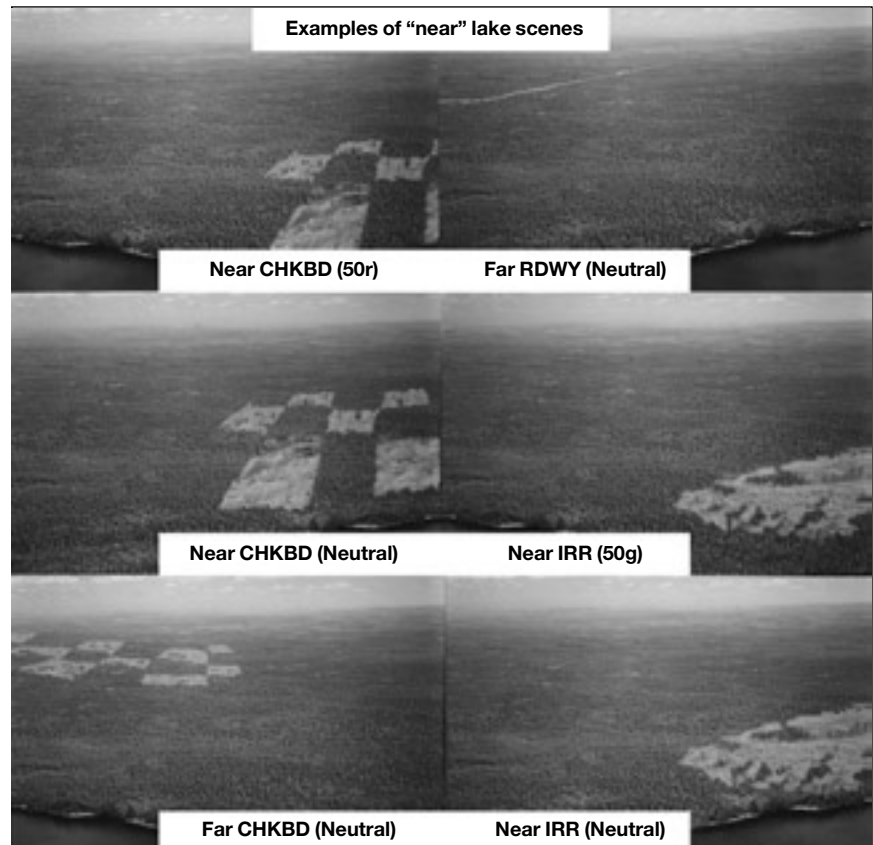 Examples of “near” lake scenes
Near CHKBD (50r)
Far RDWY (Neutral)
Near CHKBD (Neutral)
Near IRR (50g)
Far CHKBD (Neutral)
Near IRR (Neutral)